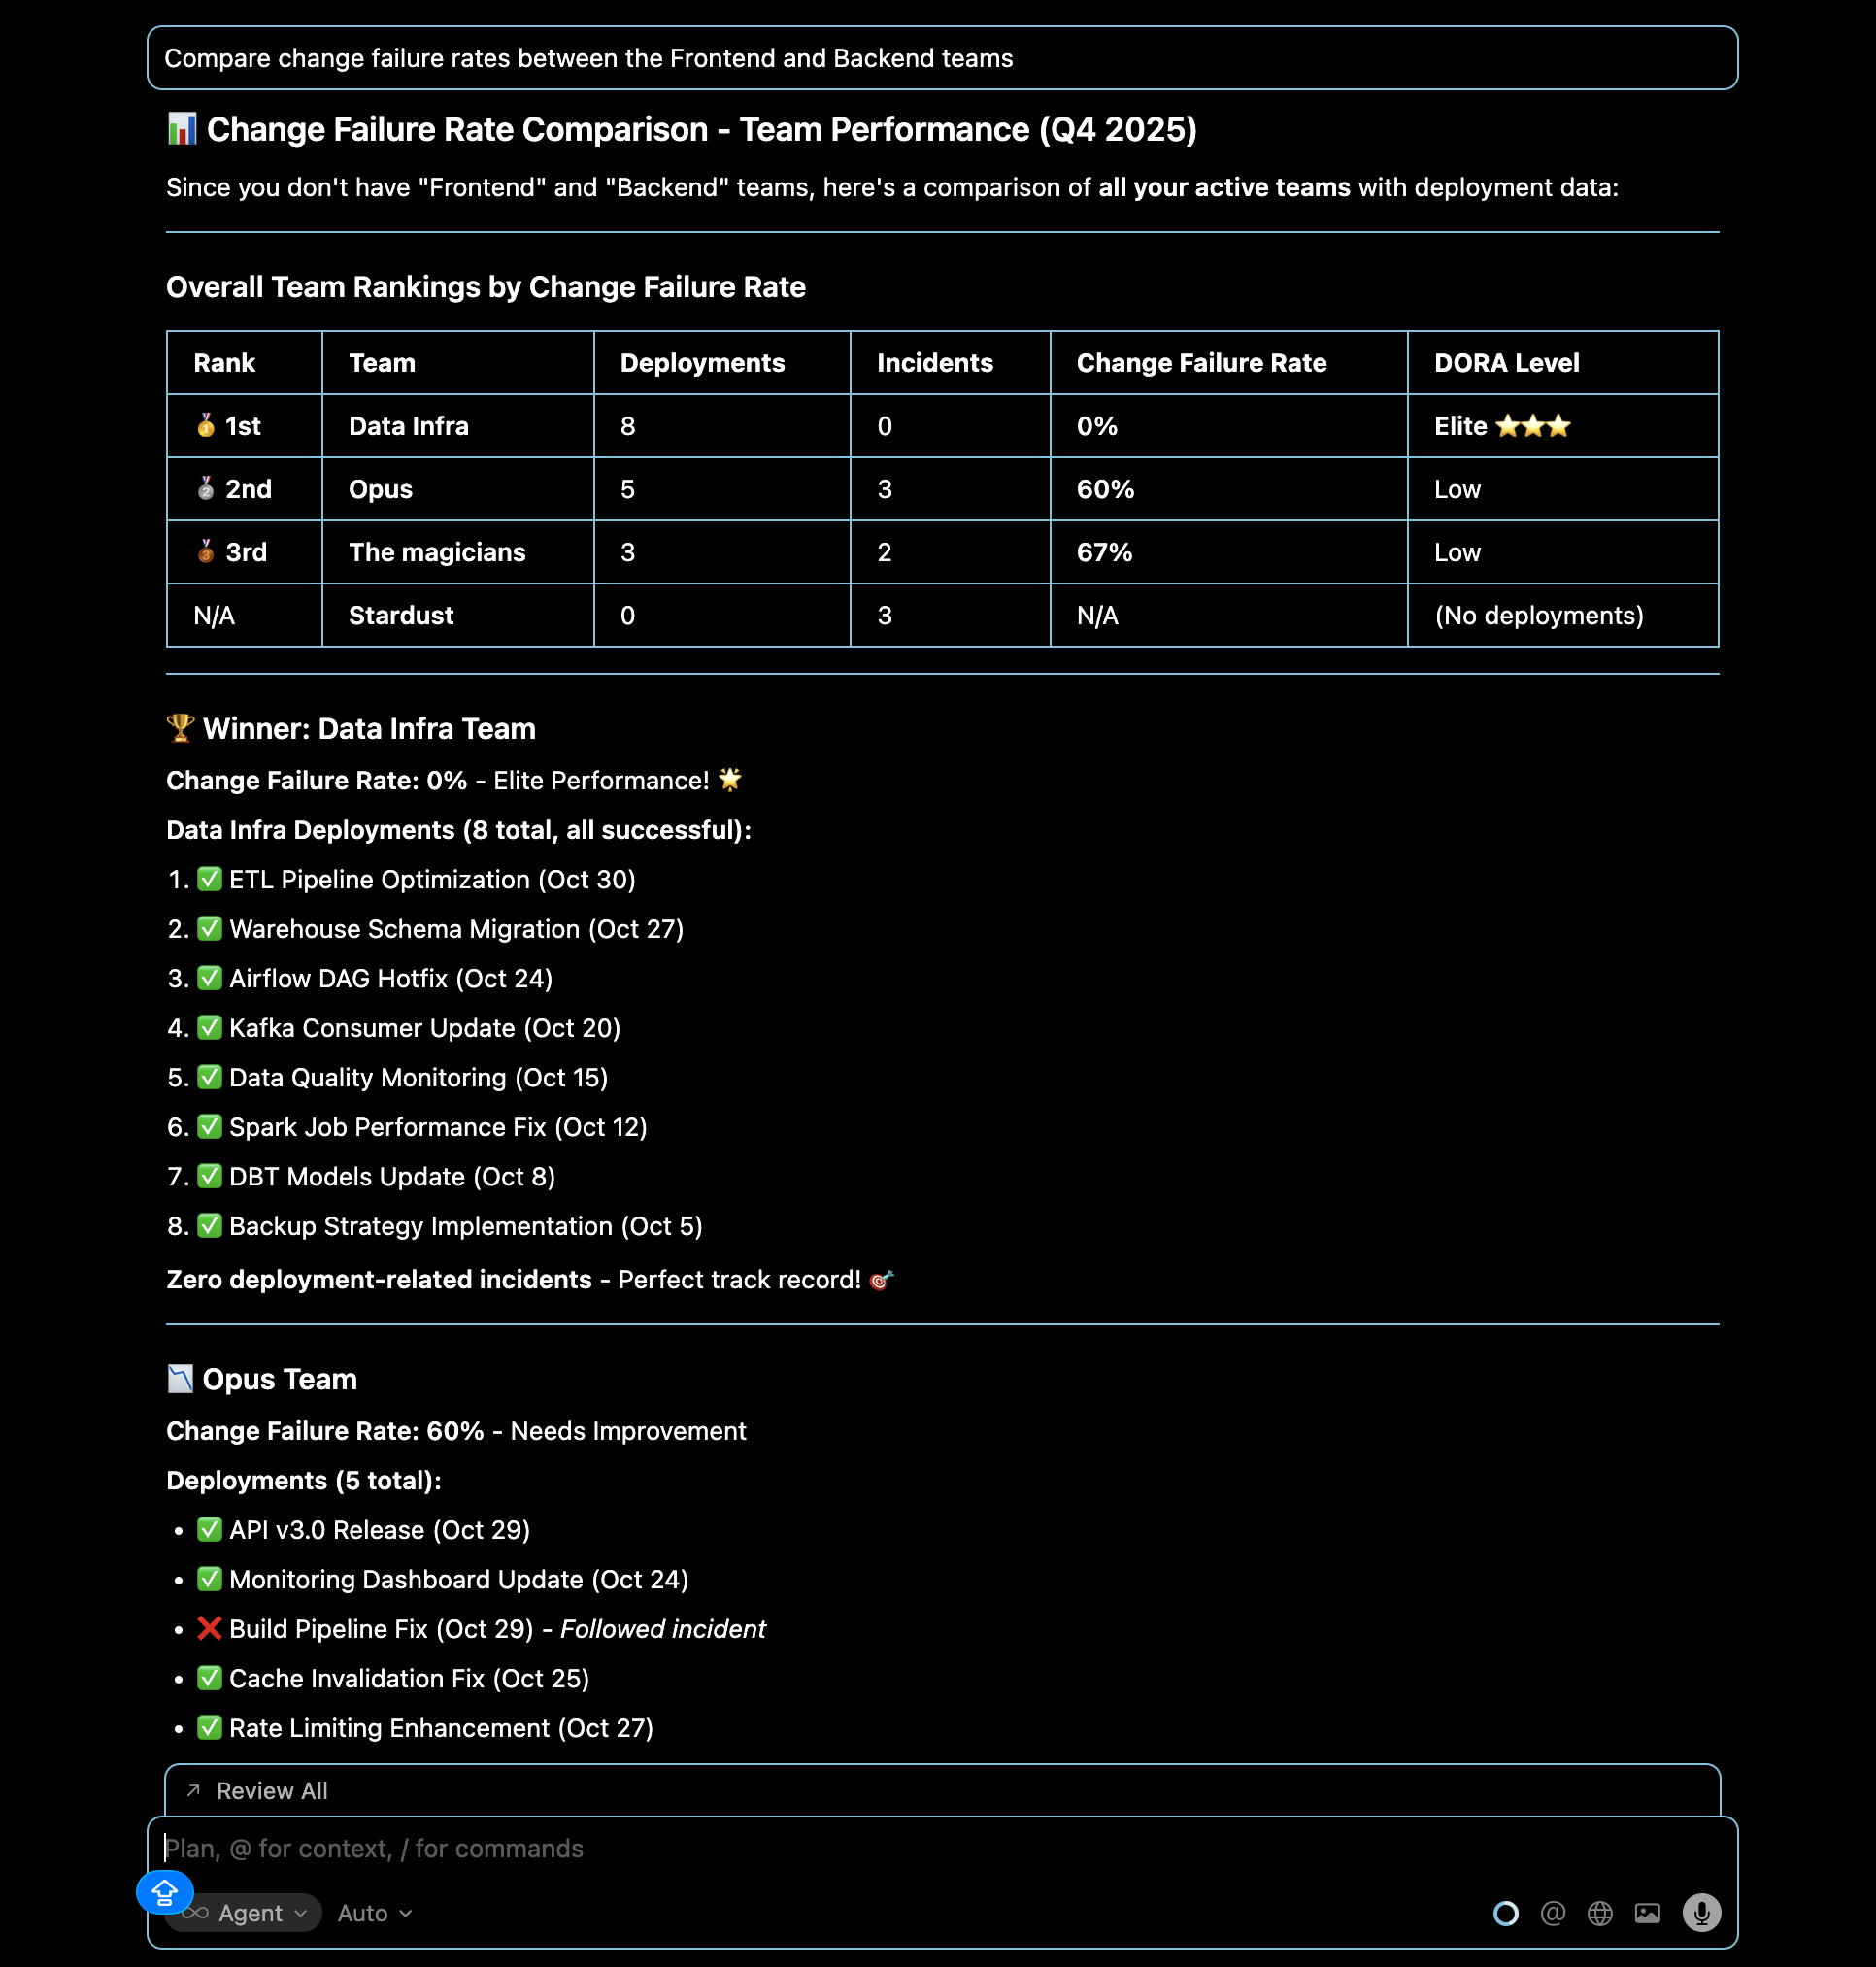 Compare change failure rates between the Frontend and Backend teams
📊 Change Failure Rate Comparison - Team Performance (Q4 2025)
Since you don't have "Frontend" and "Backend" teams, here's a comparison of all your active teams with deployment data:
Overall Team Rankings by Change Failure Rate
Rank Team Deployments Incidents Change Failure Rate DORA Level
🥇 1st Data Infra 8 0 0% Elite ⭐⭐⭐
🥈 2nd Opus 5 3 60% Low
🥉 3rd The magicians 3 2 67% Low
N/A Stardust 0 3 N/A (No deployments)
🏆 Winner: Data Infra Team
Change Failure Rate: 0% - Elite Performance! 🌟
Data Infra Deployments (8 total, all successful):
1. ✅ ETL Pipeline Optimization (Oct 30)
2. ✅ Warehouse Schema Migration (Oct 27)
3. ✅ Airflow DAG Hotfix (Oct 24)
4. ✅ Kafka Consumer Update (Oct 20)
5. ✅ Data Quality Monitoring (Oct 15)
6. ✅ Spark Job Performance Fix (Oct 12)
7. ✅ DBT Models Update (Oct 8)
8. ✅ Backup Strategy Implementation (Oct 5)
Zero deployment-related incidents - Perfect track record! 🎯
📉 Opus Team
Change Failure Rate: 60% - Needs Improvement
Deployments (5 total):
• ✅ API v3.0 Release (Oct 29)
• ✅ Monitoring Dashboard Update (Oct 24)
• ❌ Build Pipeline Fix (Oct 29) - Followed incident
• ✅ Cache Invalidation Fix (Oct 25)
• ✅ Rate Limiting Enhancement (Oct 27)
↗ Review All
Plan, @ for context, / for commands
∞ Agent Auto @